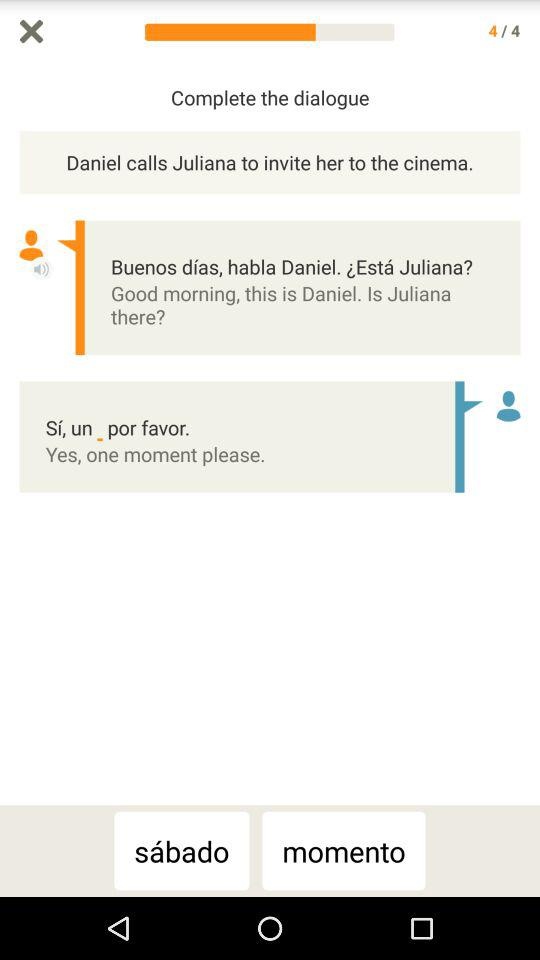 4 / 4
Complete the dialogue
Daniel calls Juliana to invite her to the cinema.
Buenos días, habla Daniel. ¿Está Juliana?
Good morning, this is Daniel. Is Juliana
there?
Sí, un _ por favor.
Yes, one moment please.
sábado momento